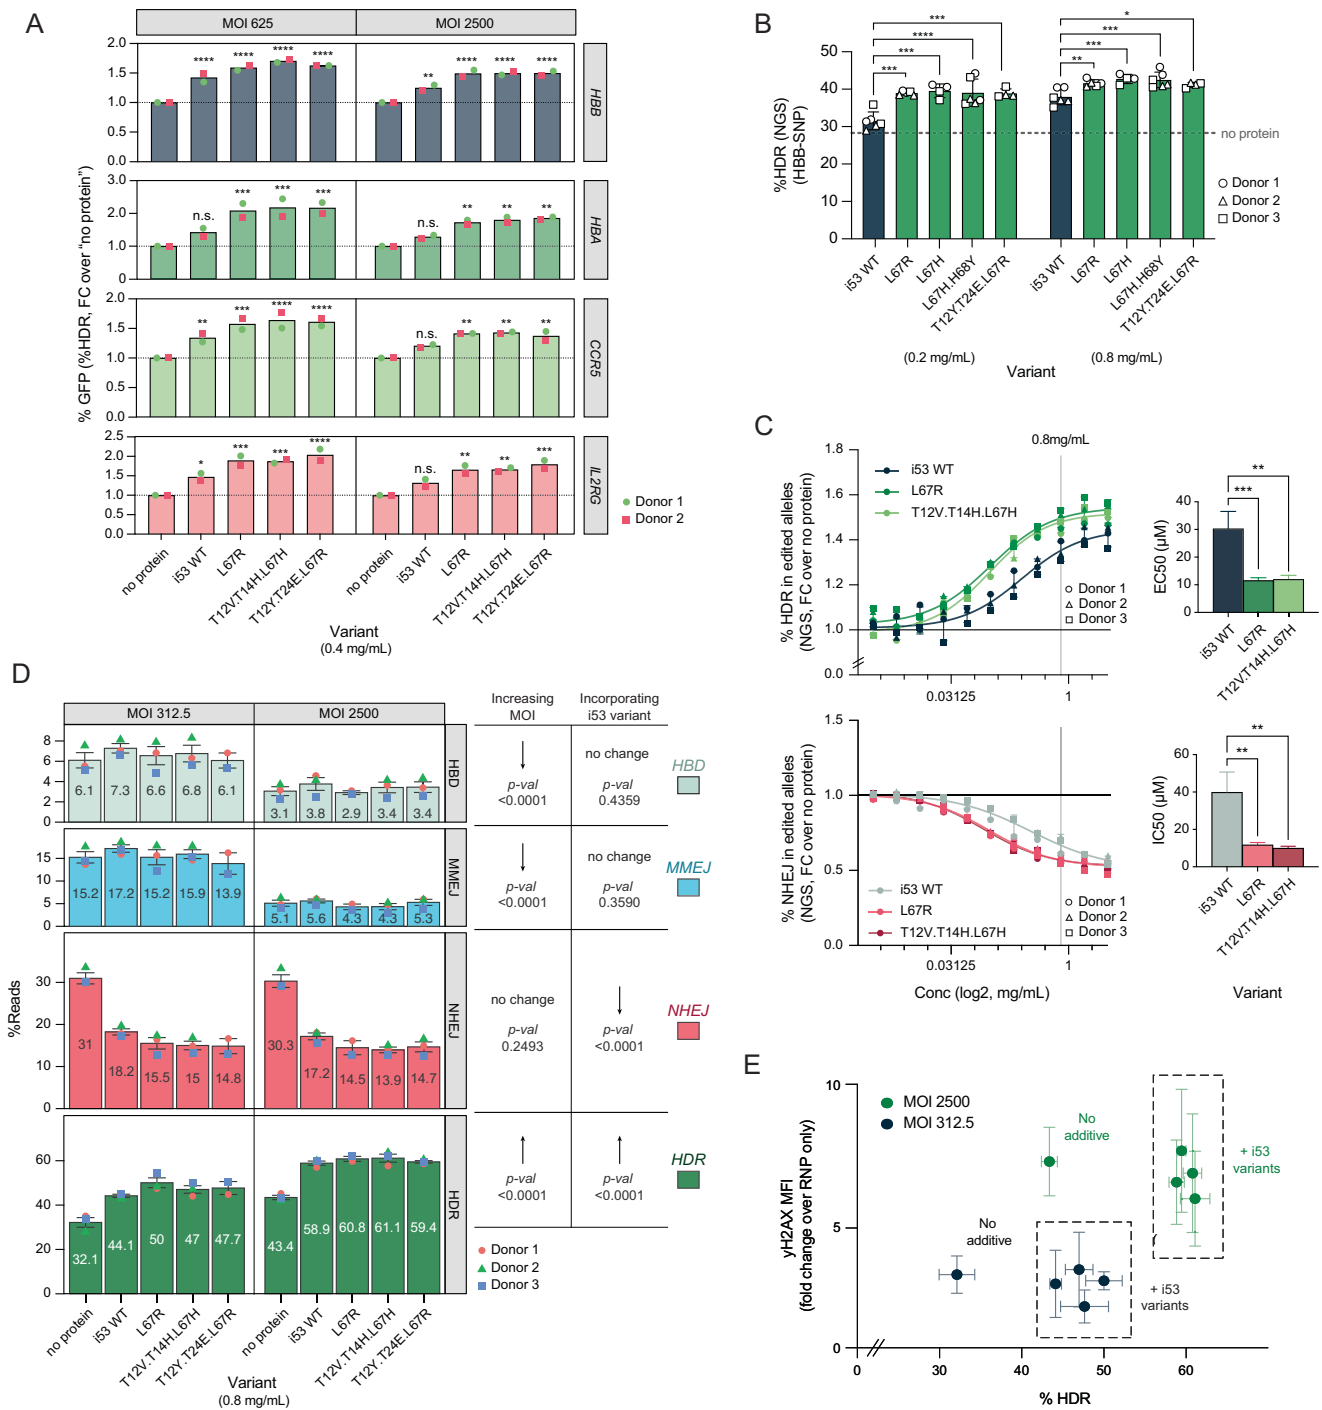 A
MOI 625
MOI 2500
% GFP (%HDR, FC over "no protein")
2.0
1.5
1.0
0.5
0.0
**** **** **** ****
** **** **** ****
HBB
3.0
2.0
1.0
0
n.s. *** *** ***
n.s. ** ** **
HBA
2.0
1.5
1.0
0.5
0.0
** *** **** ****
n.s. ** ** **
CCR5
2.5
2.0
1.5
1.0
0.5
0.0
* *** *** ****
n.s. ** ** ***
IL2RG
Donor 1
Donor 2
no protein
i53 WT
L67R
T12V.T14H.L67H
T12Y.T24E.L67R
no protein
i53 WT
L67R
T12V.T14H.L67H
T12Y.T24E.L67R
Variant
(0.4 mg/mL)
B
%HDR (NGS)
(HBB-SNP)
50
40
30
20
10
0
***
****
***
***
*
***
***
**
no protein
Donor 1
Donor 2
Donor 3
i53 WT
L67R
L67H
L67H.H68Y
T12Y.T24E.L67R
i53 WT
L67R
L67H
L67H.H68Y
T12Y.T24E.L67R
(0.2 mg/mL)
(0.8 mg/mL)
Variant
C
0.8mg/mL
% HDR in edited alleles
(NGS, FC over no protein)
1.8
1.6
1.4
1.2
1.0
0.0
i53 WT
L67R
T12V.T14H.L67H
Donor 1
Donor 2
Donor 3
0.03125
1
EC50 (µM)
40
30
20
10
0
**
***
i53 WT
L67R
T12V.T14H.L67H
% NHEJ in edited alleles
(NGS, FC over no protein)
1.5
1.0
0.5
0.0
i53 WT
L67R
T12V.T14H.L67H
Donor 1
Donor 2
Donor 3
0.03125
1
Conc (log2, mg/mL)
IC50 (µM)
60
40
20
0
**
**
i53 WT
L67R
T12V.T14H.L67H
Variant
D
MOI 312.5
MOI 2500
Increasing
MOI
Incorporating
i53 variant
%Reads
8
6
4
2
0
6.1 7.3 6.6 6.8 6.1
3.1 3.8 2.9 3.4 3.4
HBD
p-val
<0.0001
no change
p-val
0.4359
HBD
15
10
5
0
15.2 17.2 15.2 15.9 13.9
5.1 5.6 4.3 4.3 5.3
MMEJ
p-val
<0.0001
no change
p-val
0.3590
MMEJ
30
20
10
0
31 18.2 15.5 15 14.8
30.3 17.2 14.5 13.9 14.7
NHEJ
no change
p-val
0.2493
p-val
<0.0001
NHEJ
60
40
20
0
32.1 44.1 50 47 47.7
43.4 58.9 60.8 61.1 59.4
HDR
p-val
<0.0001
p-val
<0.0001
HDR
Donor 1
Donor 2
Donor 3
no protein
i53 WT
L67R
T12V.T14H.L67H
T12Y.T24E.L67R
no protein
i53 WT
L67R
T12V.T14H.L67H
T12Y.T24E.L67R
Variant
(0.8 mg/mL)
E
yH2AX MFI
(fold change over RNP only)
10
5
0
MOI 2500
MOI 312.5
No
additive
+ i53
variants
No
additive
+ i53
variants
0
30
40
50
60
% HDR